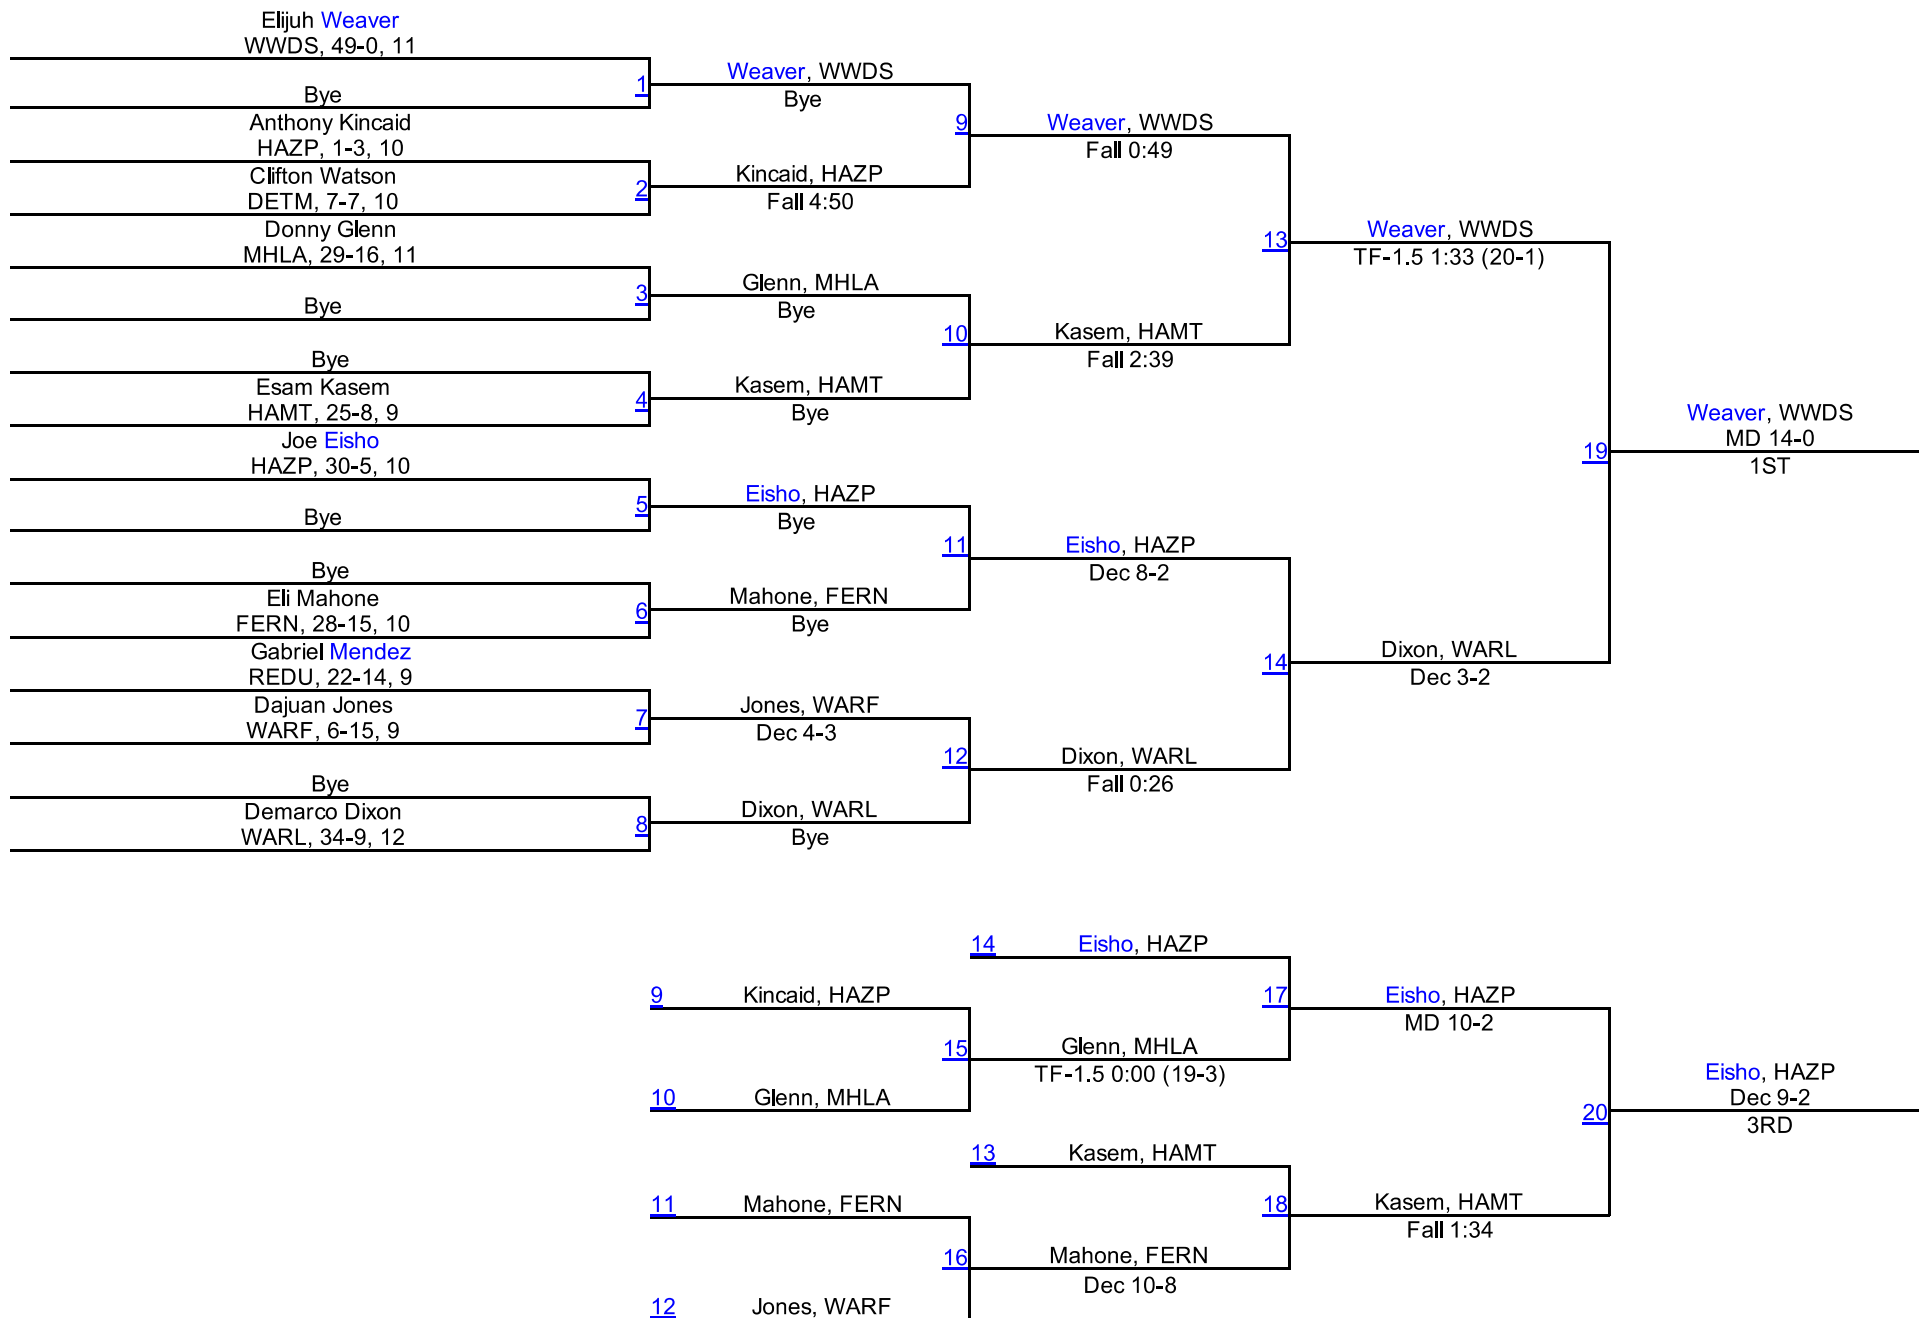 Elijuh Weaver
WWDS, 49-0, 11
1
Bye
Anthony Kincaid
HAZP, 1-3, 10
2
Clifton Watson
DETM, 7-7, 10
Donny Glenn
MHLA, 29-16, 11
3
Bye
Bye
4
Esam Kasem
HAMT, 25-8, 9
Joe Eisho
HAZP, 30-5, 10
5
Bye
Bye
6
Eli Mahone
FERN, 28-15, 10
Gabriel Mendez
REDU, 22-14, 9
7
Dajuan Jones
WARF, 6-15, 9
Bye
8
Demarco Dixon
WARL, 34-9, 12
Weaver, WWDS
Bye
9
Kincaid, HAZP
Fall 4:50
Glenn, MHLA
Bye
10
Kasem, HAMT
Bye
Eisho, HAZP
Bye
11
Mahone, FERN
Bye
Jones, WARF
Dec 4-3
12
Dixon, WARL
Bye
Weaver, WWDS
Fall 0:49
13
Kasem, HAMT
Fall 2:39
Eisho, HAZP
Dec 8-2
14
Dixon, WARL
Fall 0:26
Weaver, WWDS
TF-1.5 1:33 (20-1)
19
Dixon, WARL
Dec 3-2
Weaver, WWDS
MD 14-0
1ST
9
Kincaid, HAZP
15
10
Glenn, MHLA
11
Mahone, FERN
16
12
Jones, WARF
14
Eisho, HAZP
17
Glenn, MHLA
TF-1.5 0:00 (19-3)
13
Kasem, HAMT
18
Mahone, FERN
Dec 10-8
Eisho, HAZP
MD 10-2
20
Kasem, HAMT
Fall 1:34
Eisho, HAZP
Dec 9-2
3RD